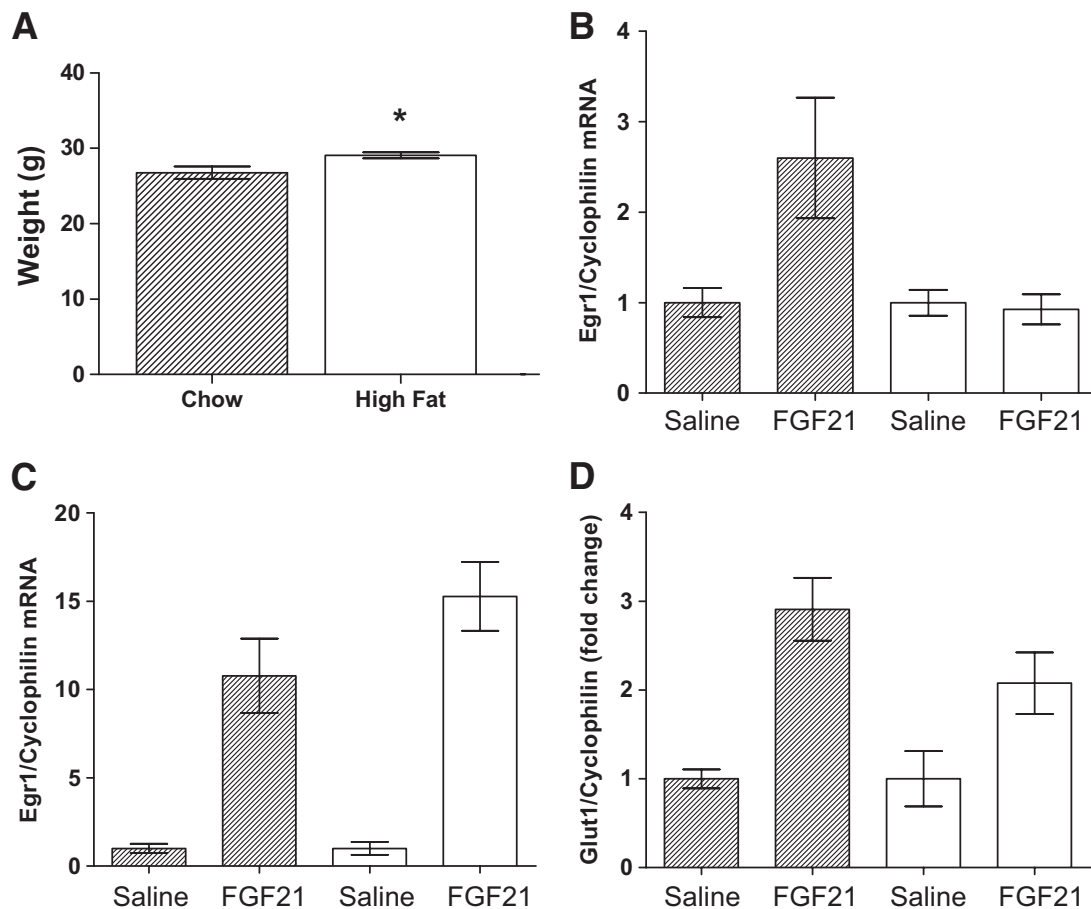 A
Weight (g)
40
30
20
10
0
*
Chow
High Fat
B
Egr1/Cyclophilin mRNA
4
3
2
1
0
Saline
FGF21
Saline
FGF21
C
Egr1/Cyclophilin mRNA
20
15
10
5
0
Saline
FGF21
Saline
FGF21
D
Glut1/Cyclophilin (fold change)
4
3
2
1
0
Saline
FGF21
Saline
FGF21